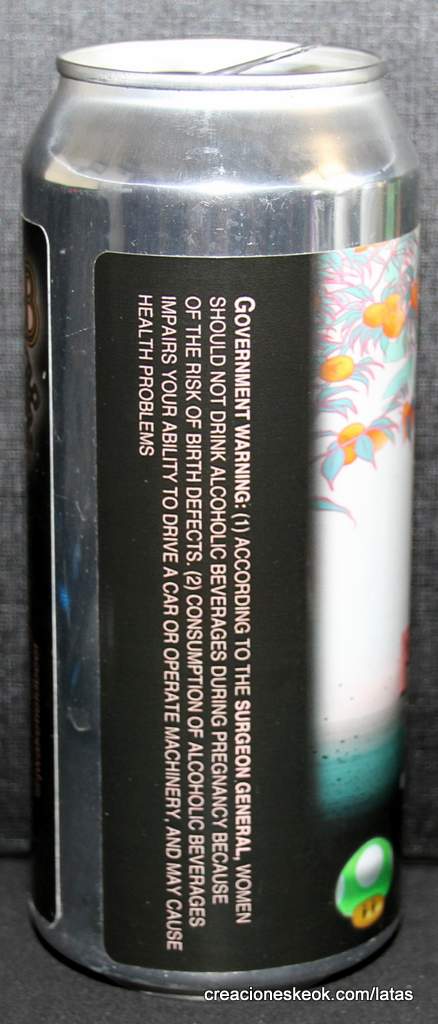 GOVERNMENT WARNING: (1) ACCORDING TO THE SURGEON GENERAL, WOMEN
SHOULD NOT DRINK ALCOHOLIC BEVERAGES DURING PREGNANCY BECAUSE
OF THE RISK OF BIRTH DEFECTS. (2) CONSUMPTION OF ALCOHOLIC BEVERAGES
IMPAIRS YOUR ABILITY TO DRIVE A CAR OR OPERATE MACHINERY, AND MAY CAUSE
HEALTH PROBLEMS
creacioneskeok.com/latas